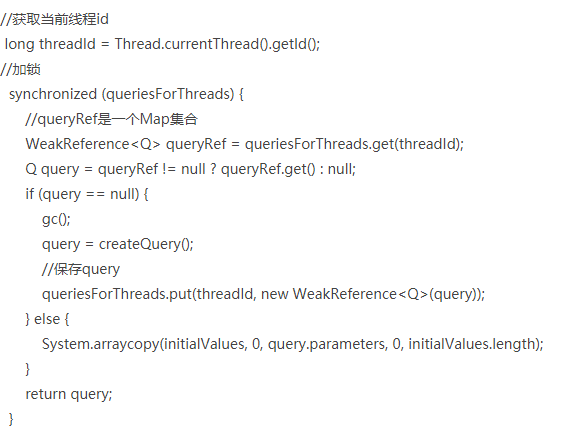 //获取当前线程id
long threadId = Thread.currentThread().getId();
//加锁
synchronized (queriesForThreads) {
//queryRef是一个Map集合
WeakReference<Q> queryRef = queriesForThreads.get(threadId);
Q query = queryRef != null ? queryRef.get() : null;
if (query == null) {
gc();
query = createQuery();
//保存query
queriesForThreads.put(threadId, new WeakReference<Q>(query));
} else {
System.arraycopy(initialValues, 0, query.parameters, 0, initialValues.length);
}
return query;
}